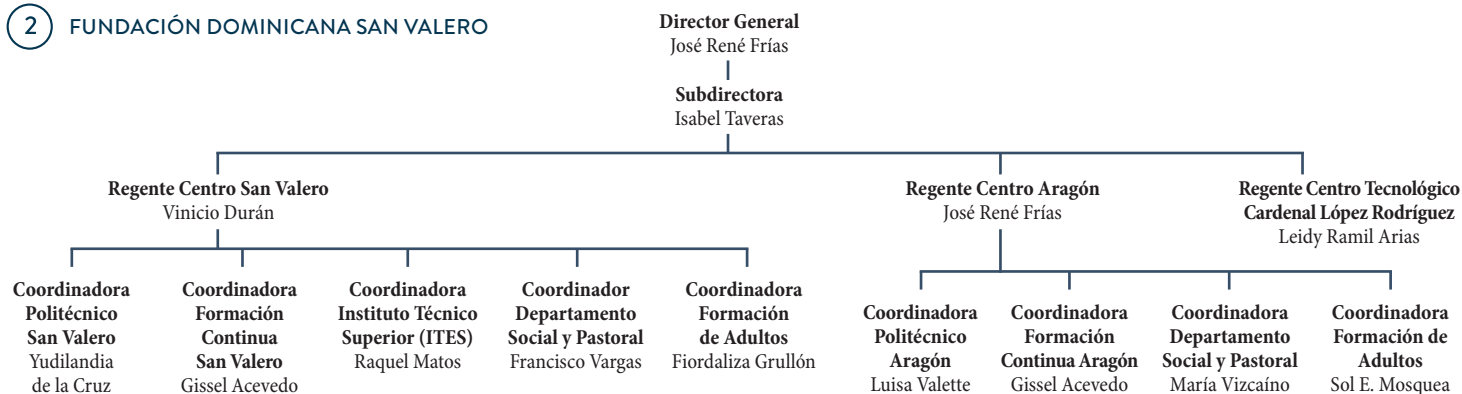 2 FUNDACIÓN DOMINICANA SAN VALERO
Director General
José René Frías
Subdirectora
Isabel Taveras
Regente Centro San Valero
Vinicio Durán
Regente Centro Aragón
José René Frías
Regente Centro Tecnológico
Cardenal López Rodríguez
Leidy Ramil Arias
Coordinadora
Politécnico
San Valero
Yudilandia
de la Cruz
Coordinadora
Formación
Continua
San Valero
Gissel Acevedo
Coordinadora
Instituto Técnico
Superior (ITES)
Raquel Matos
Coordinador
Departamento
Social y Pastoral
Francisco Vargas
Coordinadora
Formación
de Adultos
Fiordaliza Grullón
Coordinadora
Politécnico
Aragón
Luisa Valette
Coordinadora
Formación
Continua Aragón
Gissel Acevedo
Coordinadora
Departamento
Social y Pastoral
María Vizcaíno
Coordinadora
Formación de
Adultos
Sol E. Mosquea